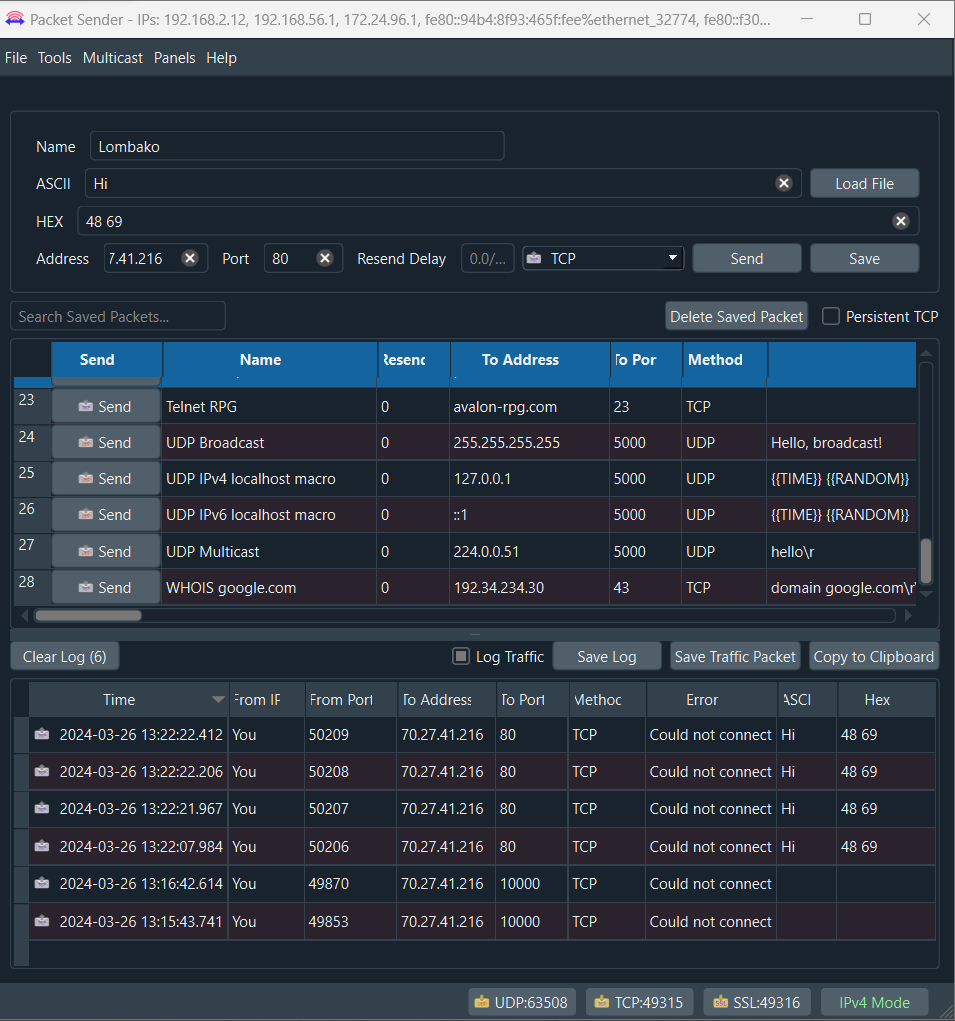 Packet Sender - IPs: 192.168.2.12, 192.168.56.1, 172.24.96.1, fe80::94b4:8f93:465f:fee%ethernet_32774, fe80::f30...
File Tools Multicast Panels Help
Name Lombako
ASCII Hi Load File
HEX 48 69
Address 7.41.216 Port 80 Resend Delay 0.0/... TCP Send Save
Search Saved Packets... Delete Saved Packet Persistent TCP
Send Name Resend To Address To Por Method
23 Send Telnet RPG 0 avalon-rpg.com 23 TCP
24 Send UDP Broadcast 0 255.255.255.255 5000 UDP Hello, broadcast!
25 Send UDP IPv4 localhost macro 0 127.0.0.1 5000 UDP {{TIME}} {{RANDOM}}
26 Send UDP IPv6 localhost macro 0 ::1 5000 UDP {{TIME}} {{RANDOM}}
27 Send UDP Multicast 0 224.0.0.51 5000 UDP hello\r
28 Send WHOIS google.com 0 192.34.234.30 43 TCP domain google.com\r
Clear Log (6) Log Traffic Save Log Save Traffic Packet Copy to Clipboard
Time From IP From Port To Address To Port Method Error ASCI Hex
2024-03-26 13:22:22.412 You 50209 70.27.41.216 80 TCP Could not connect Hi 48 69
2024-03-26 13:22:22.206 You 50208 70.27.41.216 80 TCP Could not connect Hi 48 69
2024-03-26 13:22:21.967 You 50207 70.27.41.216 80 TCP Could not connect Hi 48 69
2024-03-26 13:22:07.984 You 50206 70.27.41.216 80 TCP Could not connect Hi 48 69
2024-03-26 13:16:42.614 You 49870 70.27.41.216 10000 TCP Could not connect
2024-03-26 13:15:43.741 You 49853 70.27.41.216 10000 TCP Could not connect
UDP:63508 TCP:49315 SSL:49316 IPv4 Mode